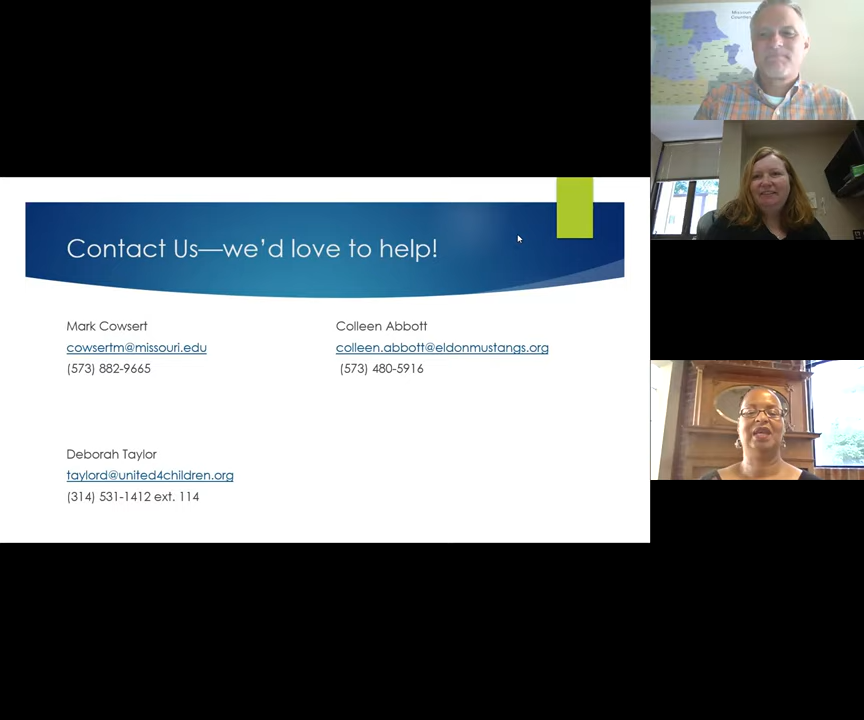 Contact Us—we'd love to help!
Mark Cowsert
cowsertm@missouri.edu
(573) 882-9665
Colleen Abbott
colleen.abbott@eldonmustangs.org
(573) 480-5916
Deborah Taylor
taylord@united4children.org
(314) 531-1412 ext. 114
Missouri